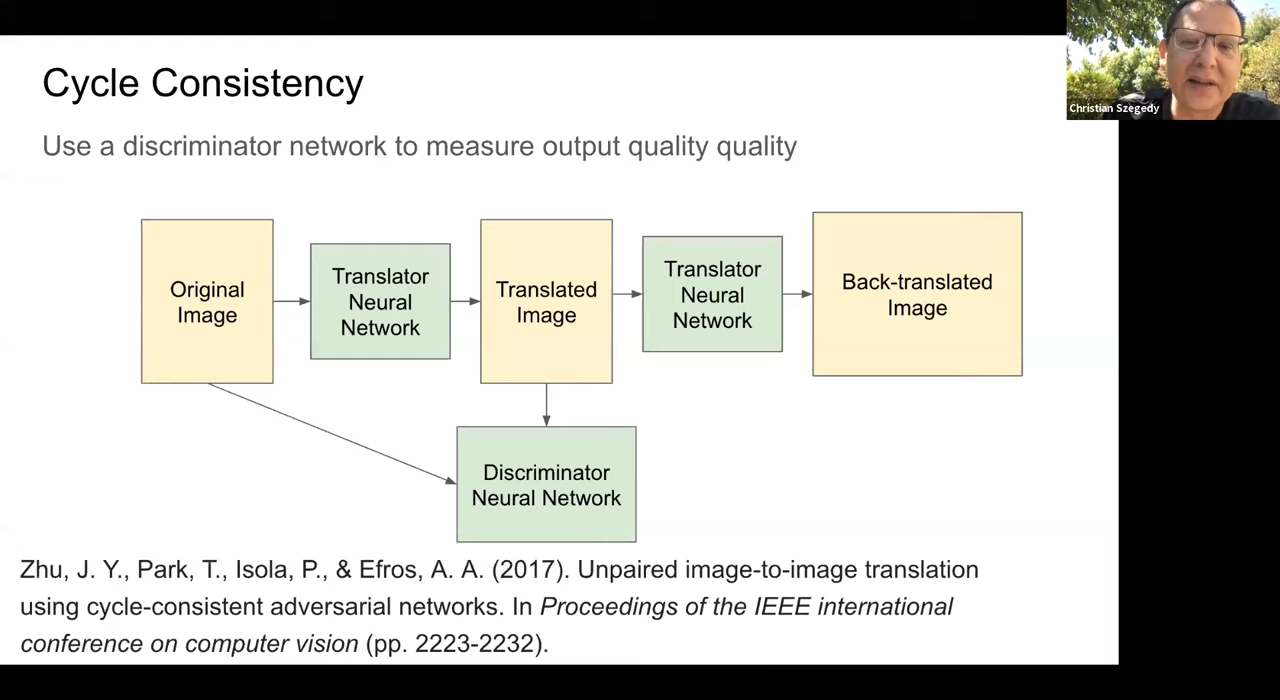 Christian Szegedy
Cycle Consistency
Use a discriminator network to measure output quality quality
Original
Image
Translator
Neural
Network
Translated
Image
Translator
Neural
Network
Back-translated
Image
Discriminator
Neural Network
Zhu, J. Y., Park, T., Isola, P., & Efros, A. A. (2017). Unpaired image-to-image translation
using cycle-consistent adversarial networks. In Proceedings of the IEEE international
conference on computer vision (pp. 2223-2232).